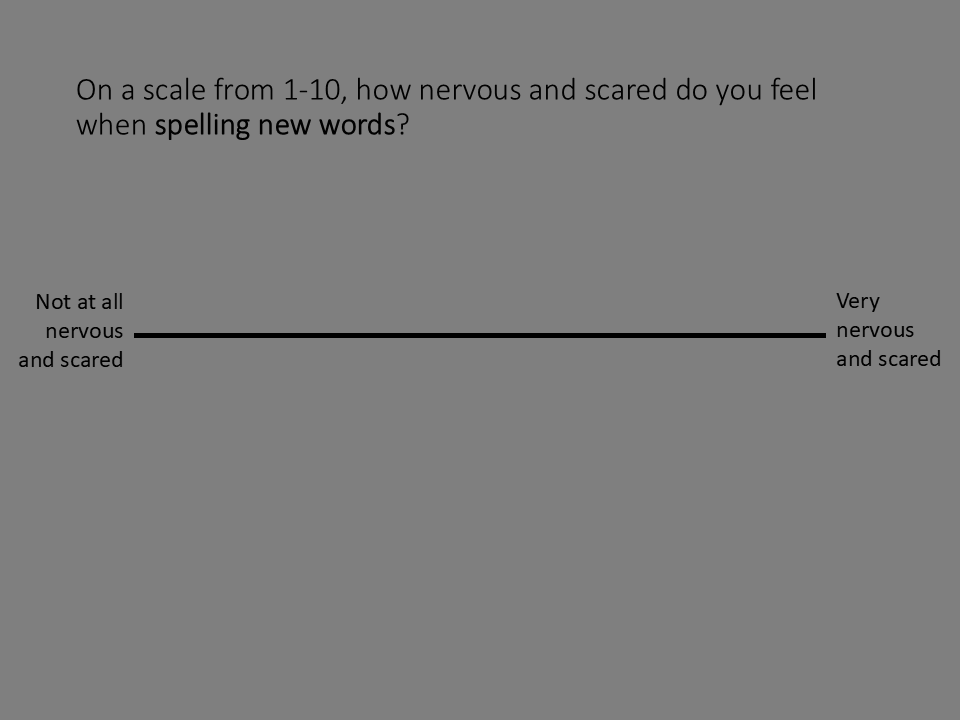 On a scale from 1-10, how nervous and scared do you feel
when spelling new words?
Not at all
nervous
and scared
Very
nervous
and scared